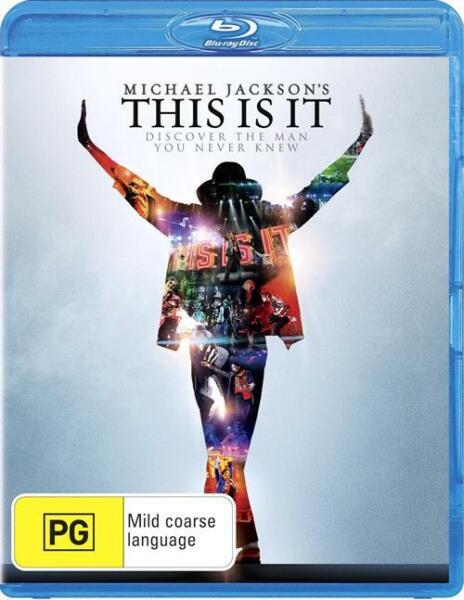 Blu-ray Disc
MICHAEL JACKSON'S
THIS IS IT
DISCOVER THE MAN
YOU NEVER KNEW
THIS IS IT
PG
Mild coarse
language